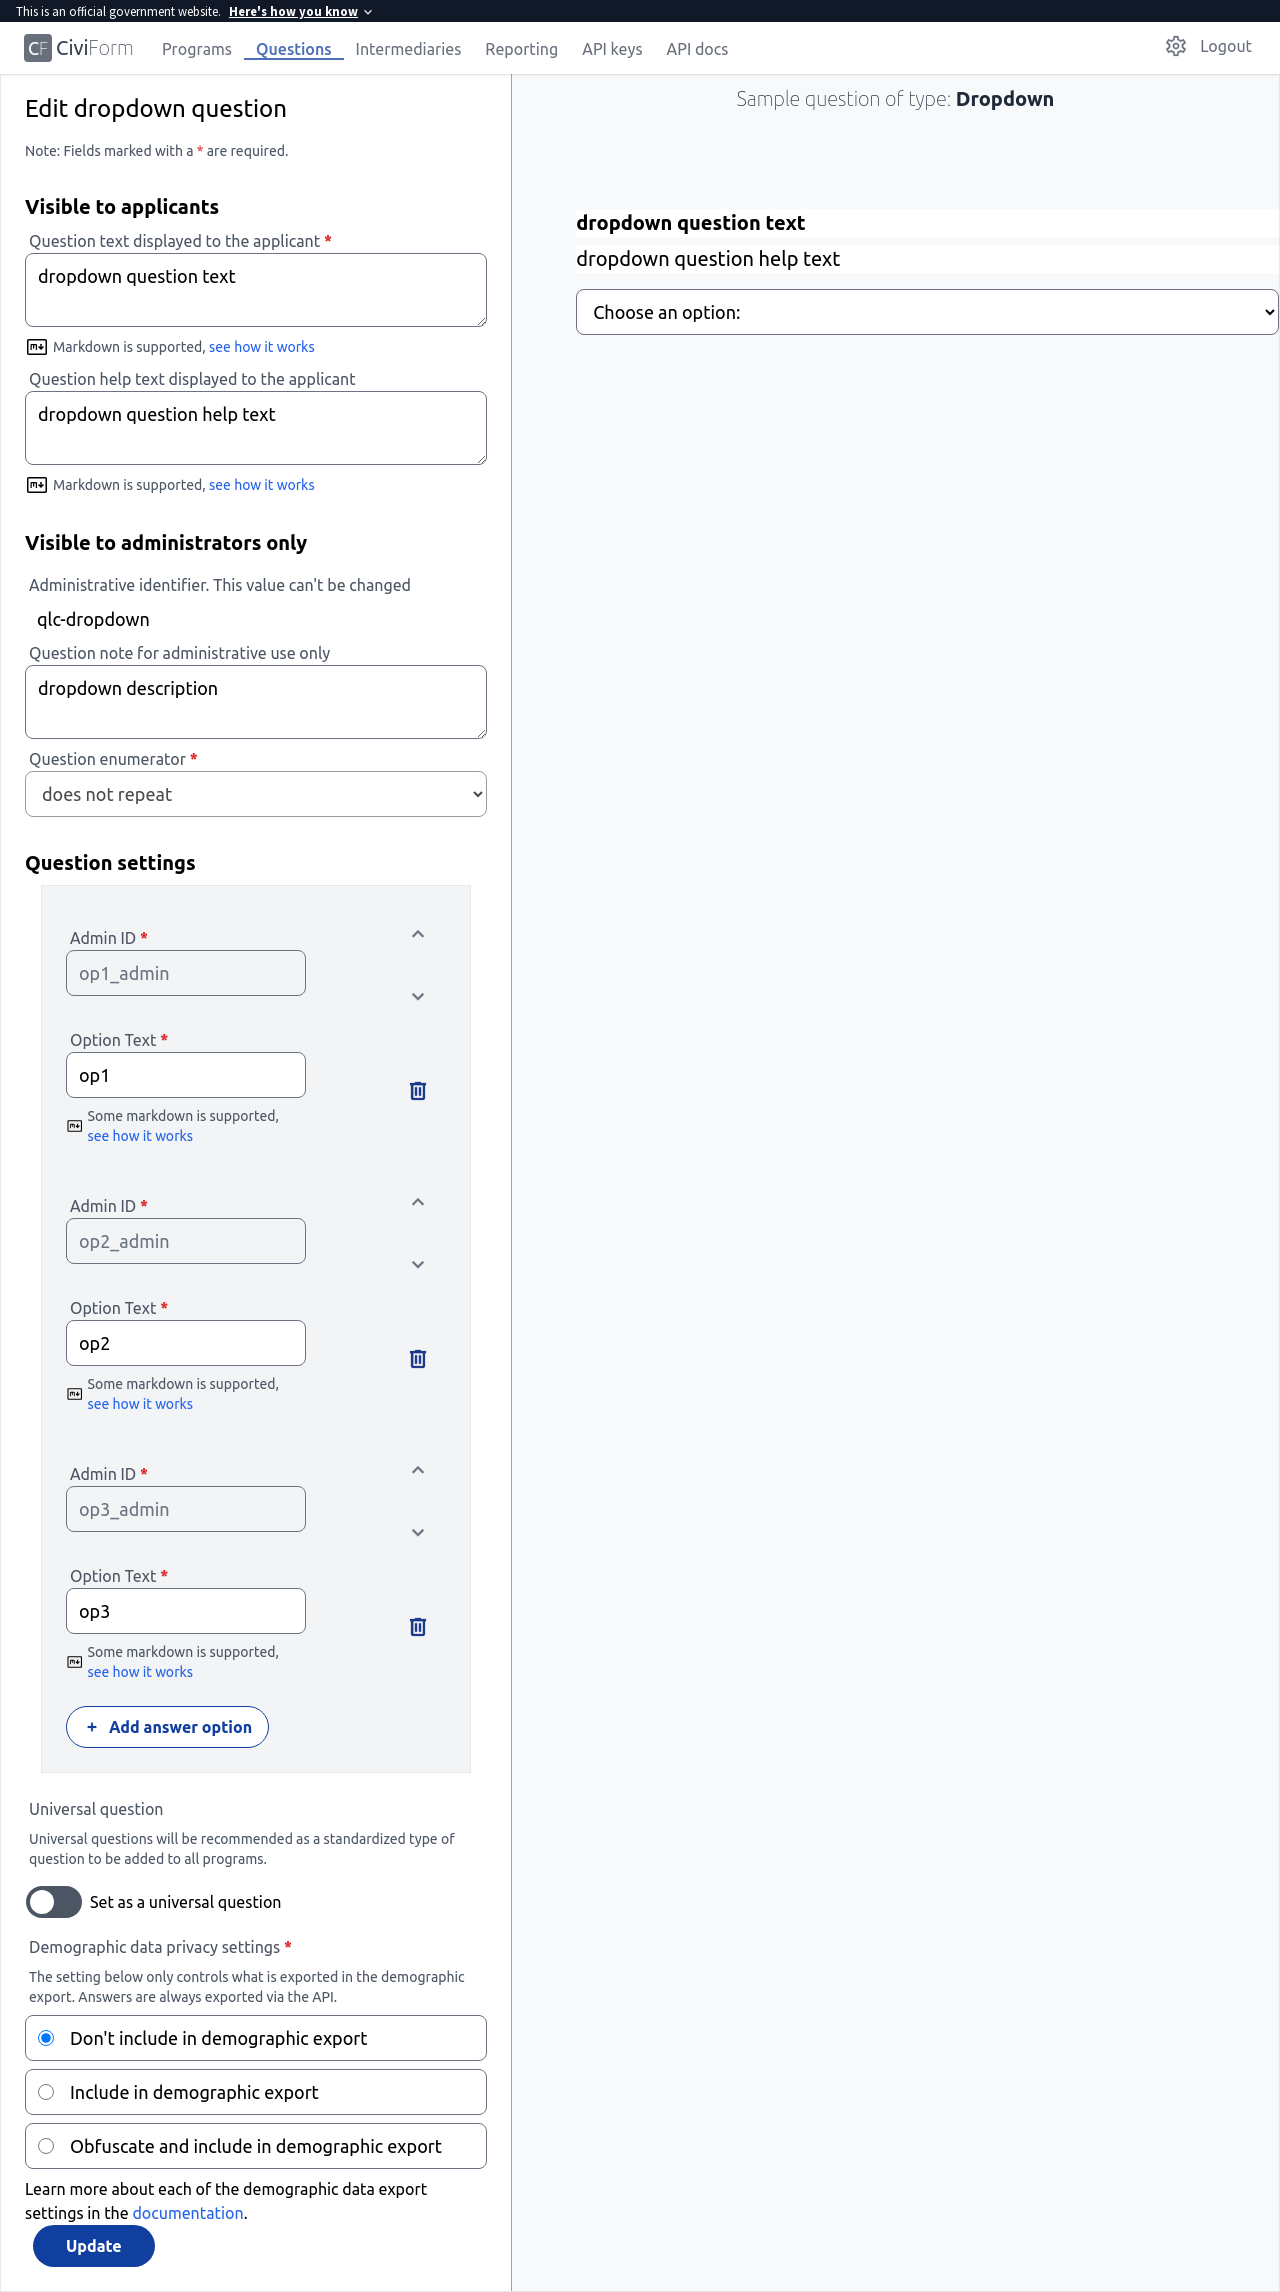 This is an official government website. Here's how you know
CF CiviForm Programs Questions Intermediaries Reporting API keys API docs Logout
Edit dropdown question
Note: Fields marked with a * are required.
Visible to applicants
Question text displayed to the applicant *
dropdown question text
Markdown is supported, see how it works
Question help text displayed to the applicant
dropdown question help text
Markdown is supported, see how it works
Visible to administrators only
Administrative identifier. This value can't be changed
qlc-dropdown
Question note for administrative use only
dropdown description
Question enumerator *
does not repeat
Question settings
Admin ID *
op1_admin
Option Text *
op1
Some markdown is supported,
see how it works
Admin ID *
op2_admin
Option Text *
op2
Some markdown is supported,
see how it works
Admin ID *
op3_admin
Option Text *
op3
Some markdown is supported,
see how it works
+ Add answer option
Universal question
Universal questions will be recommended as a standardized type of
question to be added to all programs.
Set as a universal question
Demographic data privacy settings *
The setting below only controls what is exported in the demographic
export. Answers are always exported via the API.
Don't include in demographic export
Include in demographic export
Obfuscate and include in demographic export
Learn more about each of the demographic data export
settings in the documentation.
Update
Sample question of type: Dropdown
dropdown question text
dropdown question help text
Choose an option: